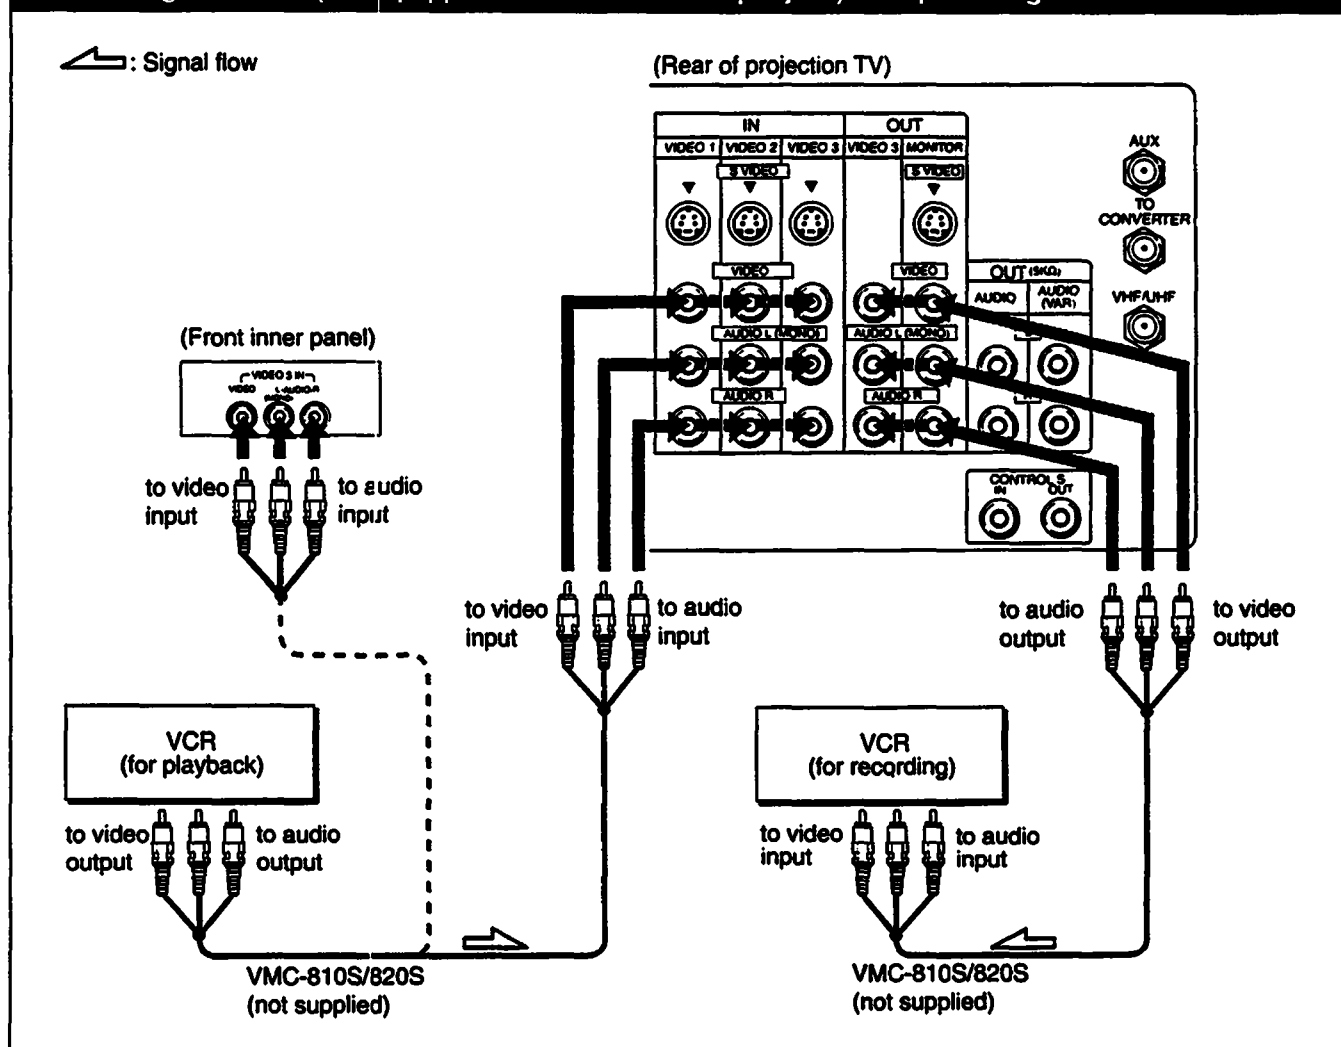 : Signal flow
(Rear of projection TV)
IN
OUT
VIDEO 1
VIDEO 2
VIDEO 3
VIDEO 3
MONITOR
S VIDEO
S VIDEO
AUX
TO
CONVERTER
VIDEO
VIDEO
OUT (5KΩ)
AUDIO
AUDIO
(VAR)
VHF/UHF
AUDIO L (MONO)
AUDIO L (MONO)
AUDIO R
AUDIO R
CONTROL S
IN
OUT
(Front inner panel)
VIDEO 3 IN
VIDEO
L-AUDIO-R
(MONO)
to video
input
to audio
input
to video
input
to audio
input
to audio
output
to video
output
VCR
(for playback)
to video
output
to audio
output
VMC-810S/820S
(not supplied)
VCR
(for recording)
to video
input
to audio
input
VMC-810S/820S
(not supplied)